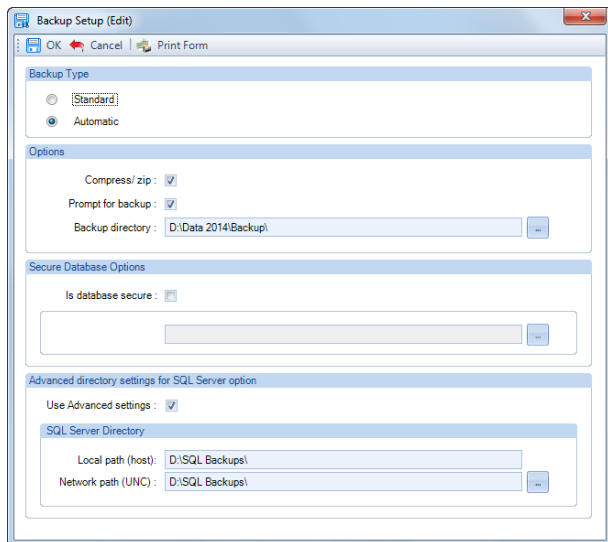 Backup Setup (Edit)
OK Cancel Print Form
Backup Type
Standard
Automatic
Options
Compress/ zip :
Prompt for backup :
Backup directory : D:\Data 2014\Backup\ ...
Secure Database Options
Is database secure :
...
Advanced directory settings for SQL Server option
Use Advanced settings :
SQL Server Directory
Local path (host): D:\SQL Backups\
Network path (UNC) : D:\SQL Backups\ ...